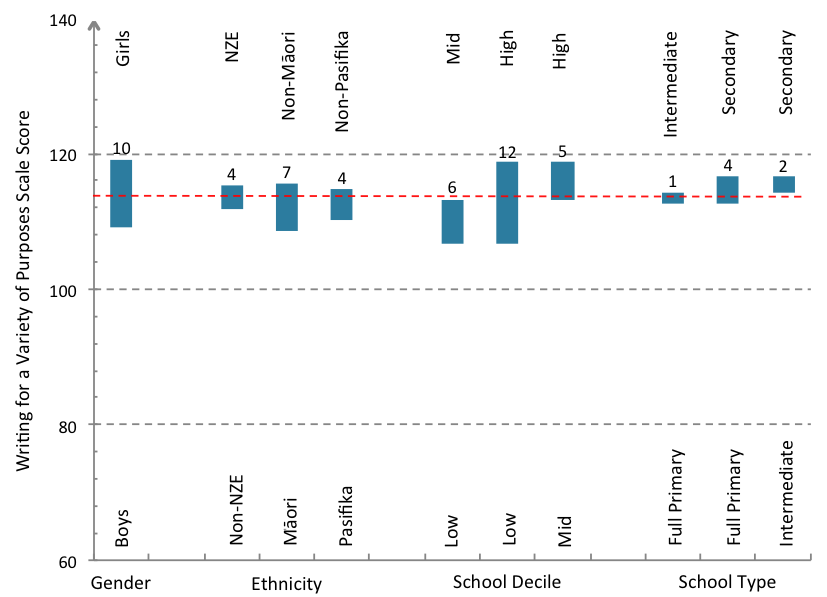 140
120
100
80
60
Writing for a Variety of Purposes Scale Score
Girls
NZE
Non-Māori
Non-Pasifika
Mid
High
High
Intermediate
Secondary
Secondary
10
4
7
4
6
12
5
1
4
2
Boys
Non-NZE
Māori
Pasifika
Low
Low
Mid
Full Primary
Full Primary
Intermediate
Gender
Ethnicity
School Decile
School Type